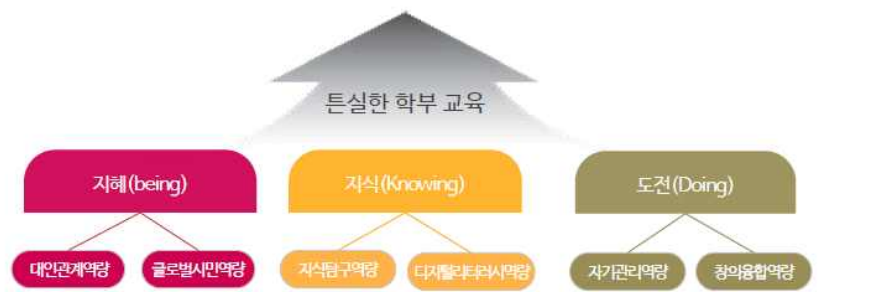 튼실한 학부 교육
지혜(being)
지식(Knowing)
도전(Doing)
대인관계역량
글로벌시민역량
지식탐구역량
디지털리터러시역량
자기관리역량
창의융합역량